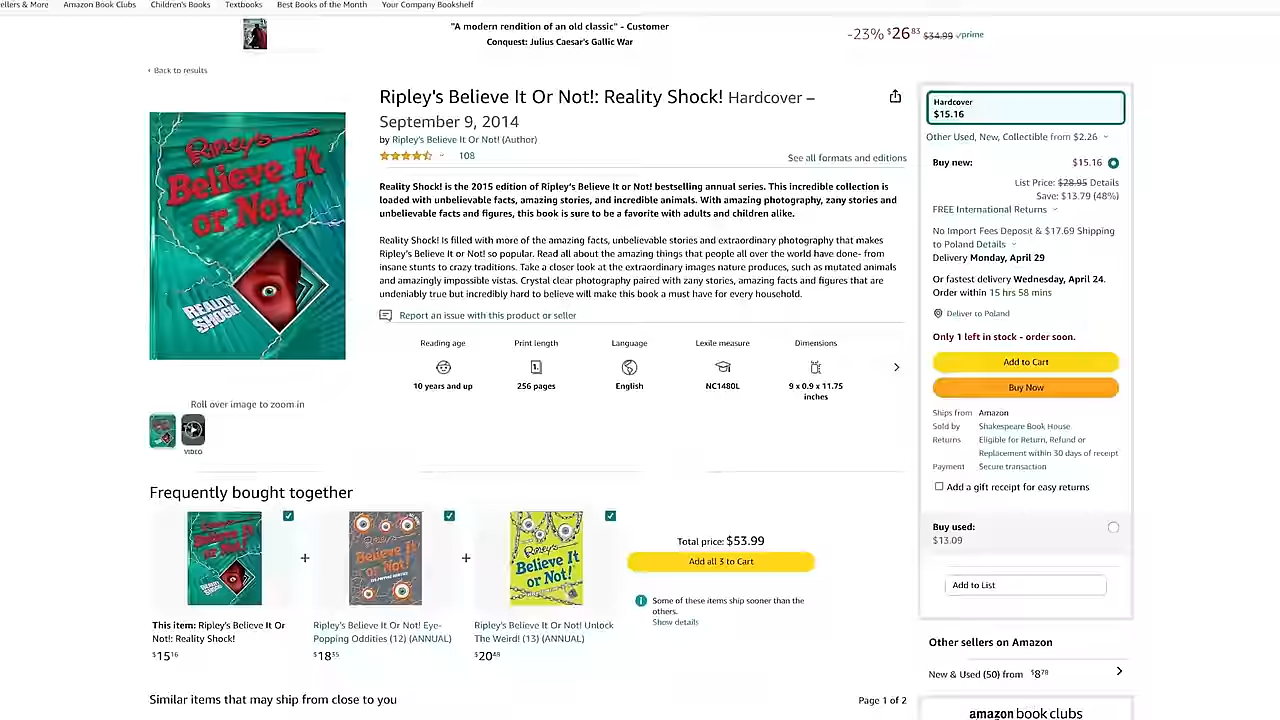 ellers & More Amazon Book Clubs Children's Books Textbooks Best Books of the Month Your Company Bookshelf
"A modern rendition of an old classic" - Customer
Conquest: Julius Caesar's Gallic War
-23% $26 83 $34.99 prime
‹ Back to results
Ripley's Believe It Or Not!: Reality Shock! Hardcover –
September 9, 2014
by Ripley's Believe It Or Not! (Author)
108
See all formats and editions
Reality Shock! is the 2015 edition of Ripley's Believe It or Not! bestselling annual series. This incredible collection is
loaded with unbelievable facts, amazing stories, and incredible animals. With amazing photography, zany stories and
unbelievable facts and figures, this book is sure to be a favorite with adults and children alike.
Reality Shock! Is filled with more of the amazing facts, unbelievable stories and extraordinary photography that makes
Ripley's Believe It or Not! so popular. Read all about the amazing things that people all over the world have done- from
insane stunts to crazy traditions. Take a closer look at the extraordinary images nature produces, such as mutated animals
and amazingly impossible vistas. Crystal clear photography paired with zany stories, amazing facts and figures that are
undeniably true but incredibly hard to believe will make this book a must have for every household.
Report an issue with this product or seller
Reading age Print length Language Lexile measure Dimensions
10 years and up 256 pages English NC1480L 9 x 0.9 x 11.75
inches
Ripley's
Believe It
or Not!
REALITY
SHOCK!
Roll over image to zoom in
VIDEO
Hardcover
$15.16
Other Used, New, Collectible from $2.26
Buy new: $15.16
List Price: $28.95 Details
Save: $13.79 (48%)
FREE International Returns
No Import Fees Deposit & $17.69 Shipping
to Poland Details
Delivery Monday, April 29
Or fastest delivery Wednesday, April 24.
Order within 15 hrs 58 mins
Deliver to Poland
Only 1 left in stock - order soon.
Add to Cart
Buy Now
Ships from Amazon
Sold by Shakespeare Book House
Returns Eligible for Return, Refund or
Replacement within 30 days of receipt
Payment Secure transaction
Add a gift receipt for easy returns
Buy used:
$13.09
Add to List
Other sellers on Amazon
New & Used (50) from $8 78
amazon book clubs
Frequently bought together
Believe It
or Not!
Ripley's
Believe It
or Not!
+ +
Total price: $53.99
Add all 3 to Cart
Some of these items ship sooner than the
others.
Show details
This item: Ripley's Believe It Or
Not!: Reality Shock!
$15 16
Ripley's Believe It Or Not! Eye-
Popping Oddities (12) (ANNUAL)
$18 35
Ripley's Believe It Or Not! Unlock
The Weird! (13) (ANNUAL)
$20 48
Similar items that may ship from close to you
Page 1 of 2